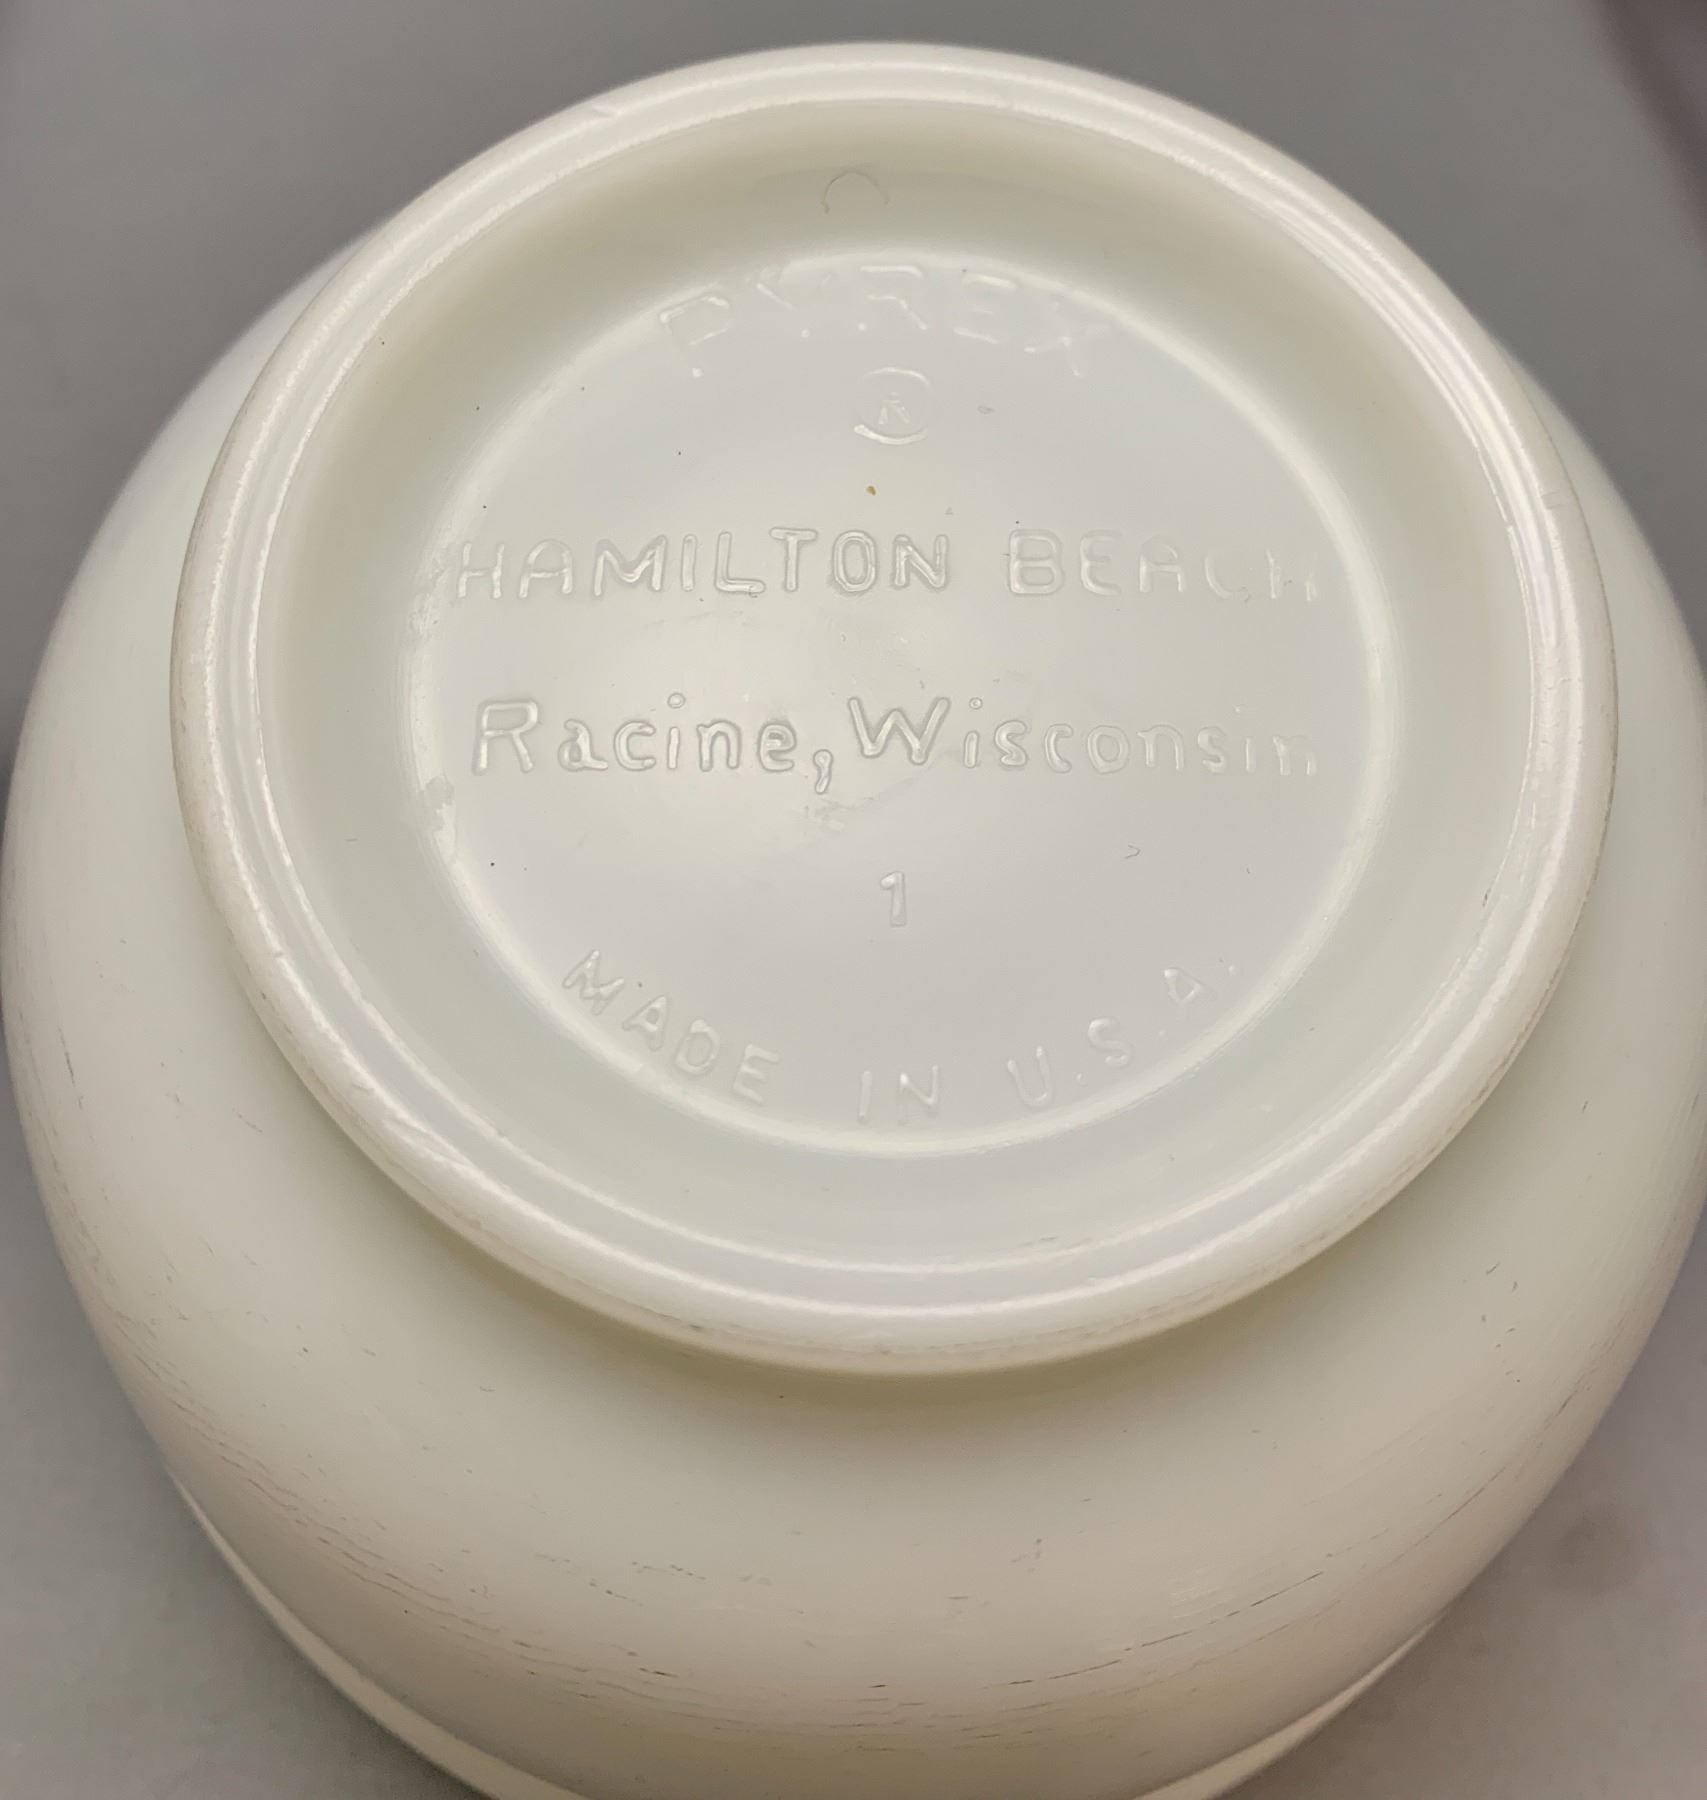 PYREX
®
HAMILTON BEACH
Racine, Wisconsin
1
MADE IN U.S.A.